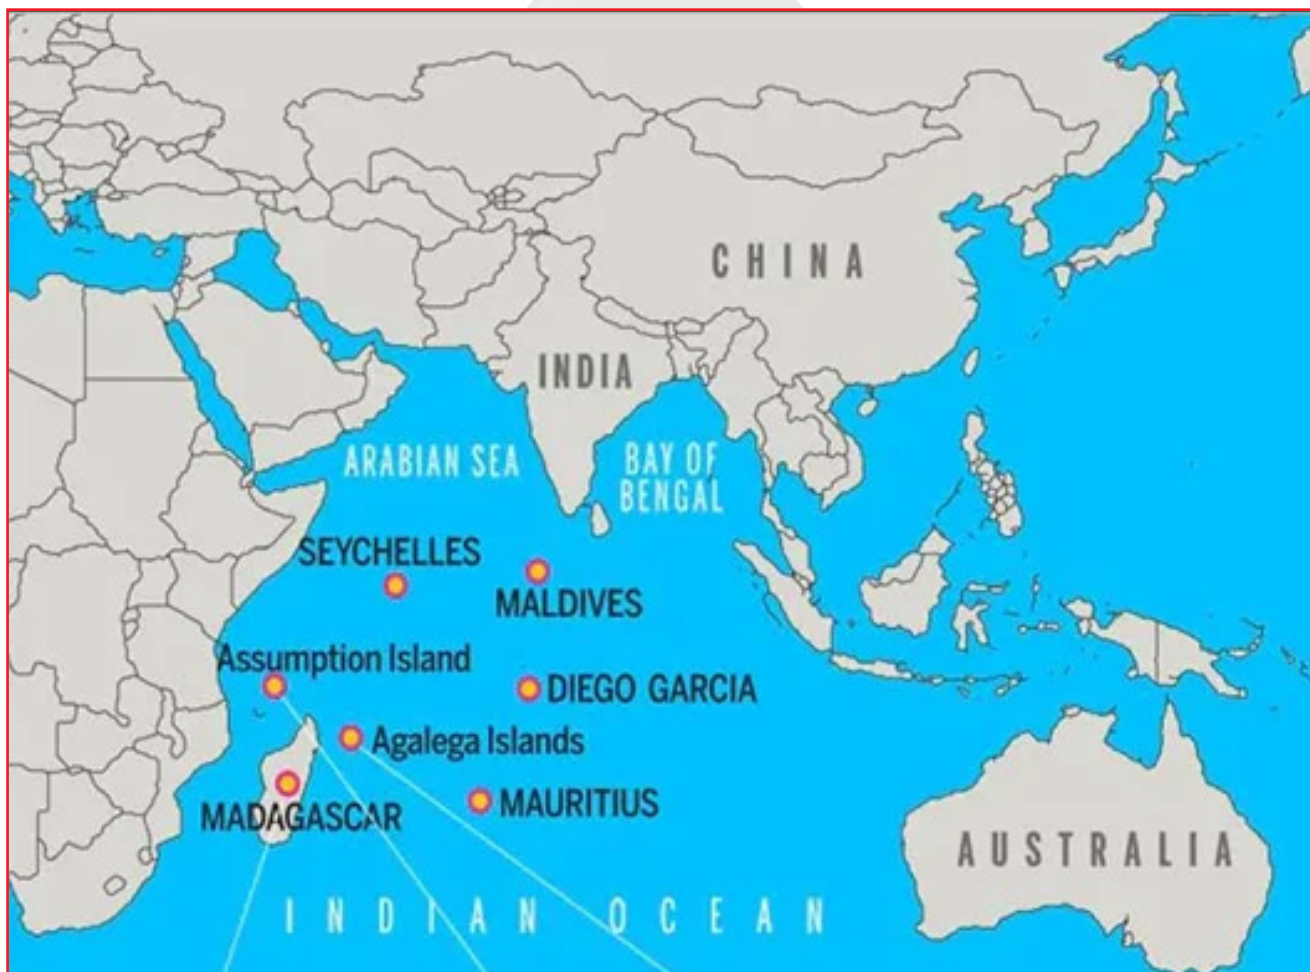 CHINA
INDIA
ARABIAN SEA
BAY OF
BENGAL
SEYCHELLES
MALDIVES
Assumption Island
DIEGO GARCIA
Agalega Islands
MAURITIUS
MADAGASCAR
AUSTRALIA
INDIAN OCEAN